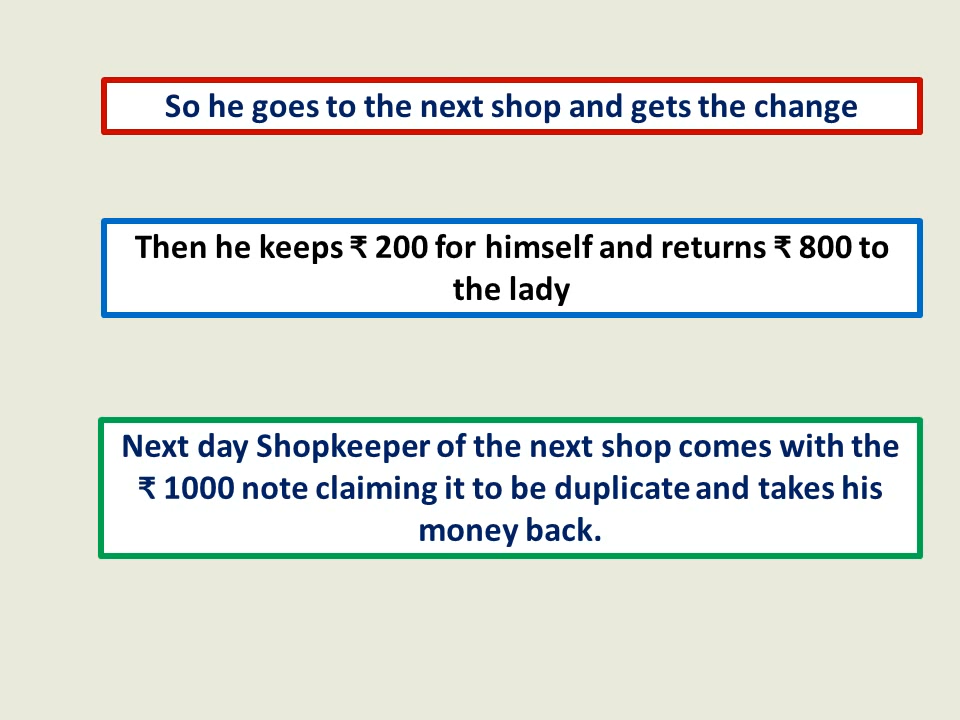 So he goes to the next shop and gets the change
Then he keeps ₹ 200 for himself and returns ₹ 800 to
the lady
Next day Shopkeeper of the next shop comes with the
₹ 1000 note claiming it to be duplicate and takes his
money back.